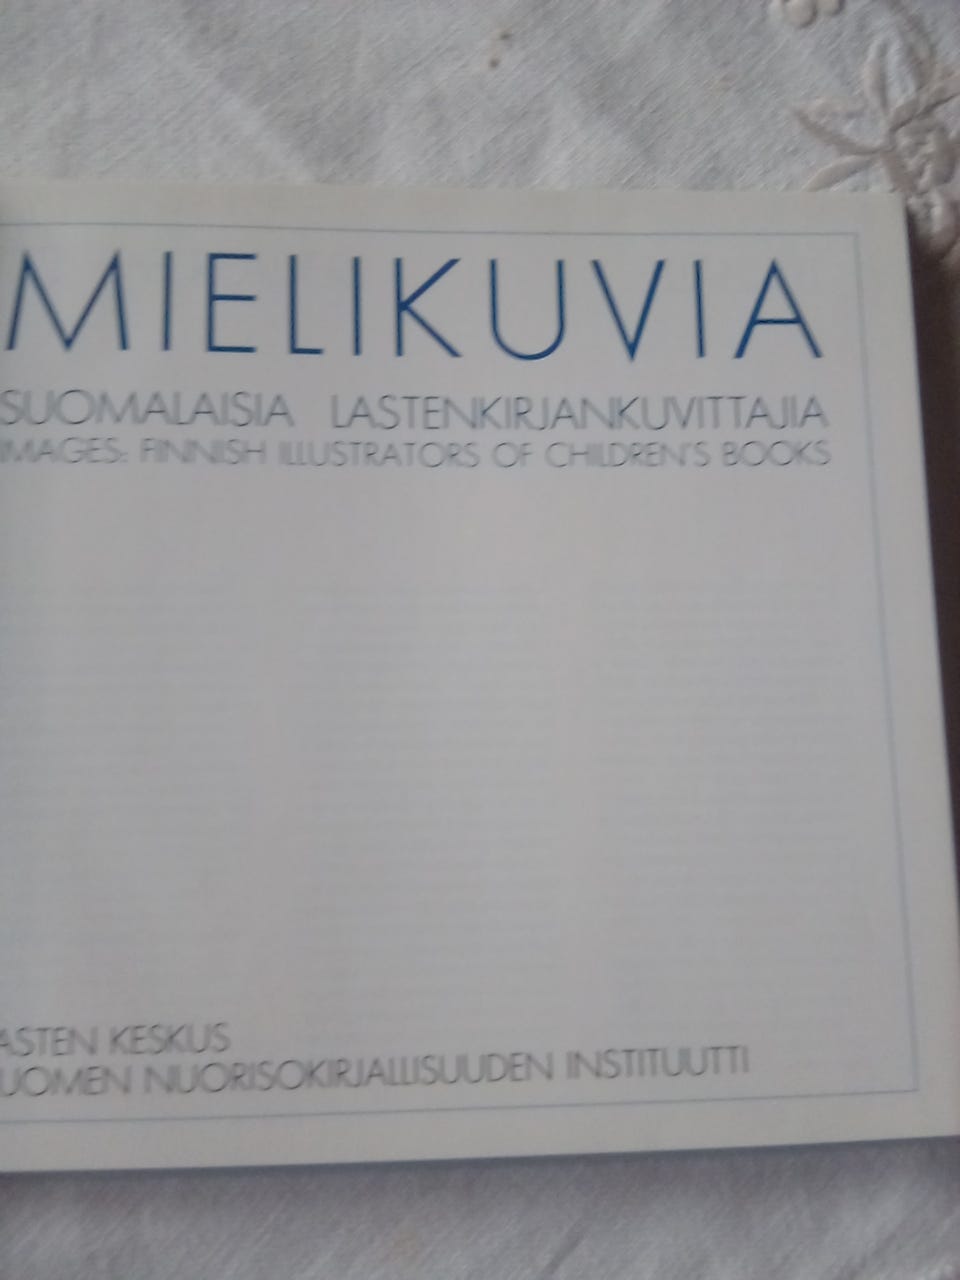 MIELIKUVIA
SUOMALAISIA LASTENKIRJANKUVITTAJIA
IMAGES: FINNISH ILLUSTRATORS OF CHILDREN'S BOOKS
ASTEN KESKUS
UOMEN NUORISOKIRJALLISUUDEN INSTITUUTTI